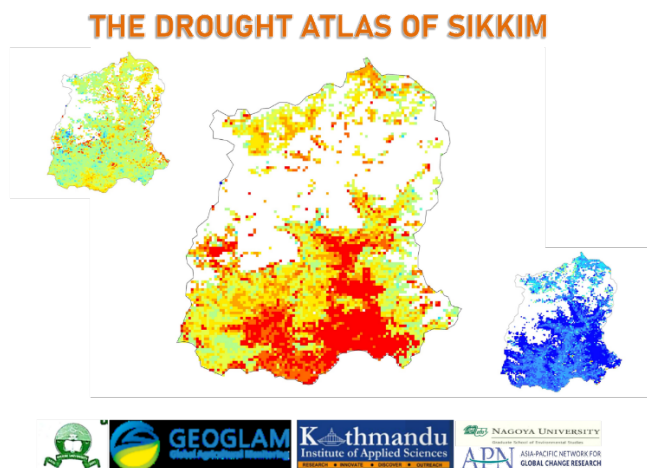 THE DROUGHT ATLAS OF SIKKIM
GEOGLAM
Global Agricultural Monitoring
Kathmandu
Institute of Applied Sciences
RESEARCH INNOVATE DISCOVER OUTREACH
NAGOYA UNIVERSITY
Graduate School of Environmental Studies
APN
ASIA-PACIFIC NETWORK FOR
GLOBAL CHANGE RESEARCH